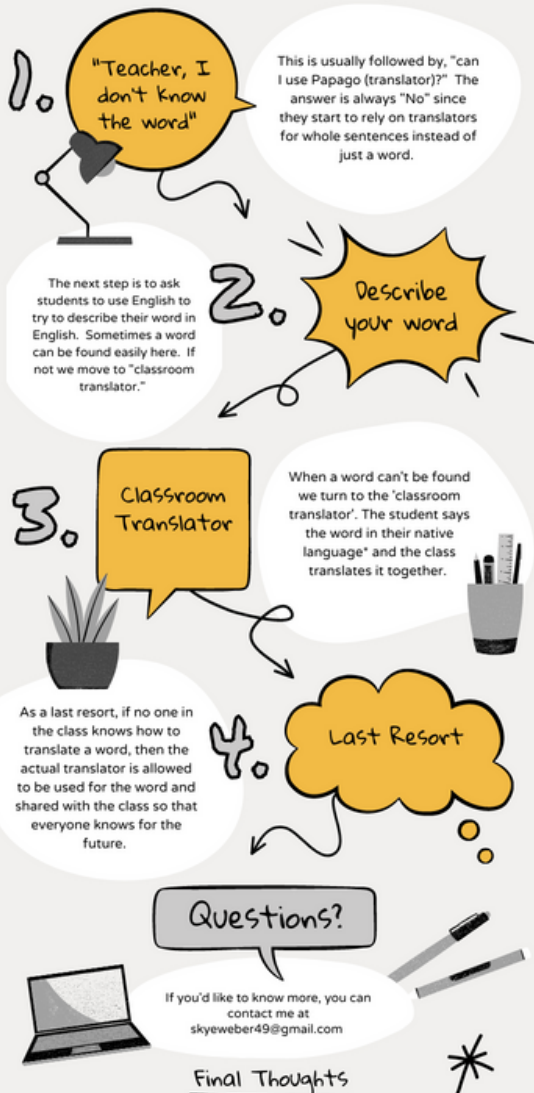 1.
"Teacher, I
don't know
the word"
This is usually followed by, "can
I use Papago (translator)?" The
answer is always "No" since
they start to rely on translators
for whole sentences instead of
just a word.
2.
Describe
your word
The next step is to ask
students to use English to
try to describe their word in
English. Sometimes a word
can be found easily here. If
not we move to "classroom
translator."
3.
Classroom
Translator
When a word can't be found
we turn to the 'classroom
translator'. The student says
the word in their native
language* and the class
translates it together.
4.
Last Resort
As a last resort, if no one in
the class knows how to
translate a word, then the
actual translator is allowed
to be used for the word and
shared with the class so that
everyone knows for the
future.
Questions?
If you'd like to know more, you can
contact me at
skyeweber49@gmail.com
Final Thoughts